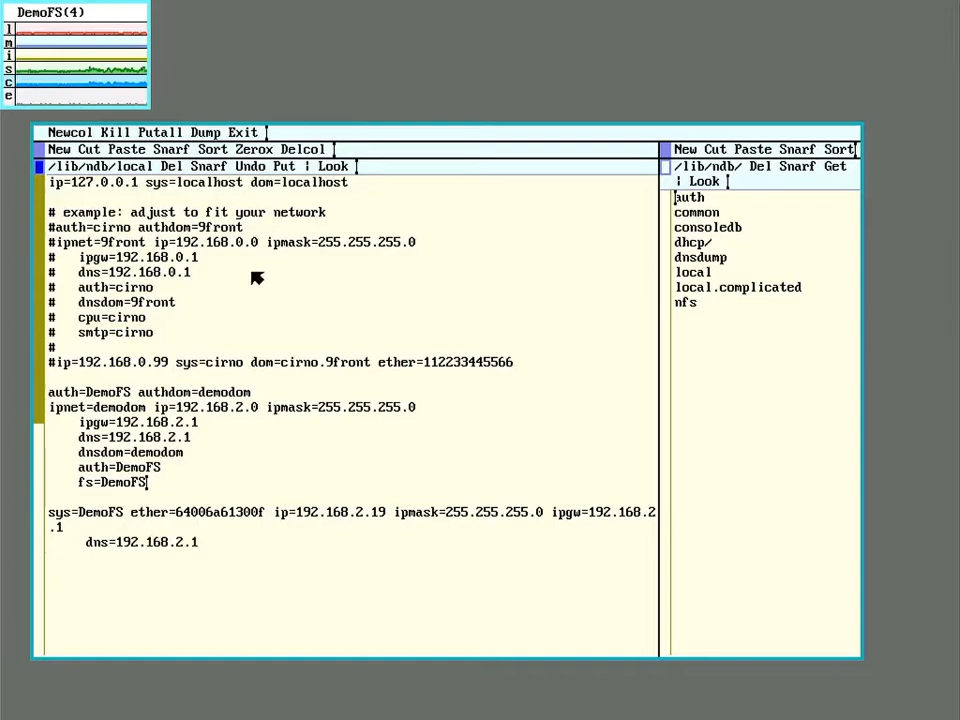 DemoFS(4)
l
m
i
s
c
e
Newcol Kill Putall Dump Exit
New Cut Paste Snarf Sort Zerox Delcol
/lib/ndb/local Del Snarf Undo Put | Look
ip=127.0.0.1 sys=localhost dom=localhost
# example: adjust to fit your network
#auth=cirno authdom=9front
#ipnet=9front ip=192.168.0.0 ipmask=255.255.255.0
#   ipgw=192.168.0.1
#   dns=192.168.0.1
#   auth=cirno
#   dnsdom=9front
#   cpu=cirno
#   smtp=cirno
#
#ip=192.168.0.99 sys=cirno dom=cirno.9front ether=112233445566
auth=DemoFS authdom=demodom
ipnet=demodom ip=192.168.2.0 ipmask=255.255.255.0
    ipgw=192.168.2.1
    dns=192.168.2.1
    dnsdom=demodom
    auth=DemoFS
    fs=DemoFS
sys=DemoFS ether=64006a61300f ip=192.168.2.19 ipmask=255.255.255.0 ipgw=192.168.2
.1
     dns=192.168.2.1
New Cut Paste Snarf Sort
/lib/ndb/ Del Snarf Get
| Look
auth
common
consoledb
dhcp/
dnsdump
local
local.complicated
nfs